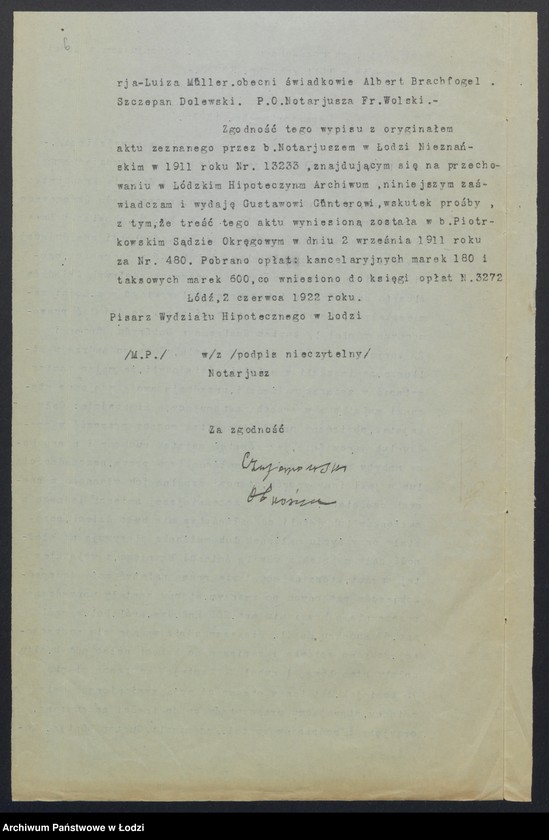 6
rja-Luiza Müller.obecni świadkowie Albert Brachfogel .
Szczepan Dolewski. P.O.Notarjusza Fr.Wolski.-
Zgodność tego wypisu z oryginałem
aktu zeznanego przez b.Notarjuszem w Łodzi Nieznań-
skim w 1911 roku Nr. 13233 ,znajdującym się na przecho-
waniu w Łódzkim Hipoteczynm Archiwum ,niniejszym zaś-
wiadczam i wydaję Gustawowi Günterowi,wskutek prośby ,
z tym,że treść tego aktu wyniesioną została w b.Piotr-
kowskim Sądzie Okręgowym w dniu 2 września 1911 roku
za Nr. 480. Pobrano opłat: kancelaryjnych marek 180 i
taksowych marek 600,co wniesiono do księgi opłat N.3272
Łódź,2 czerwca 1922 roku.
Pisarz Wydziału Hipotecznego w Łodzi
/M.P./ w/z /podpis nieczytelny/
Notarjusz
Za zgodność
Archiwum Państwowe w Łodzi